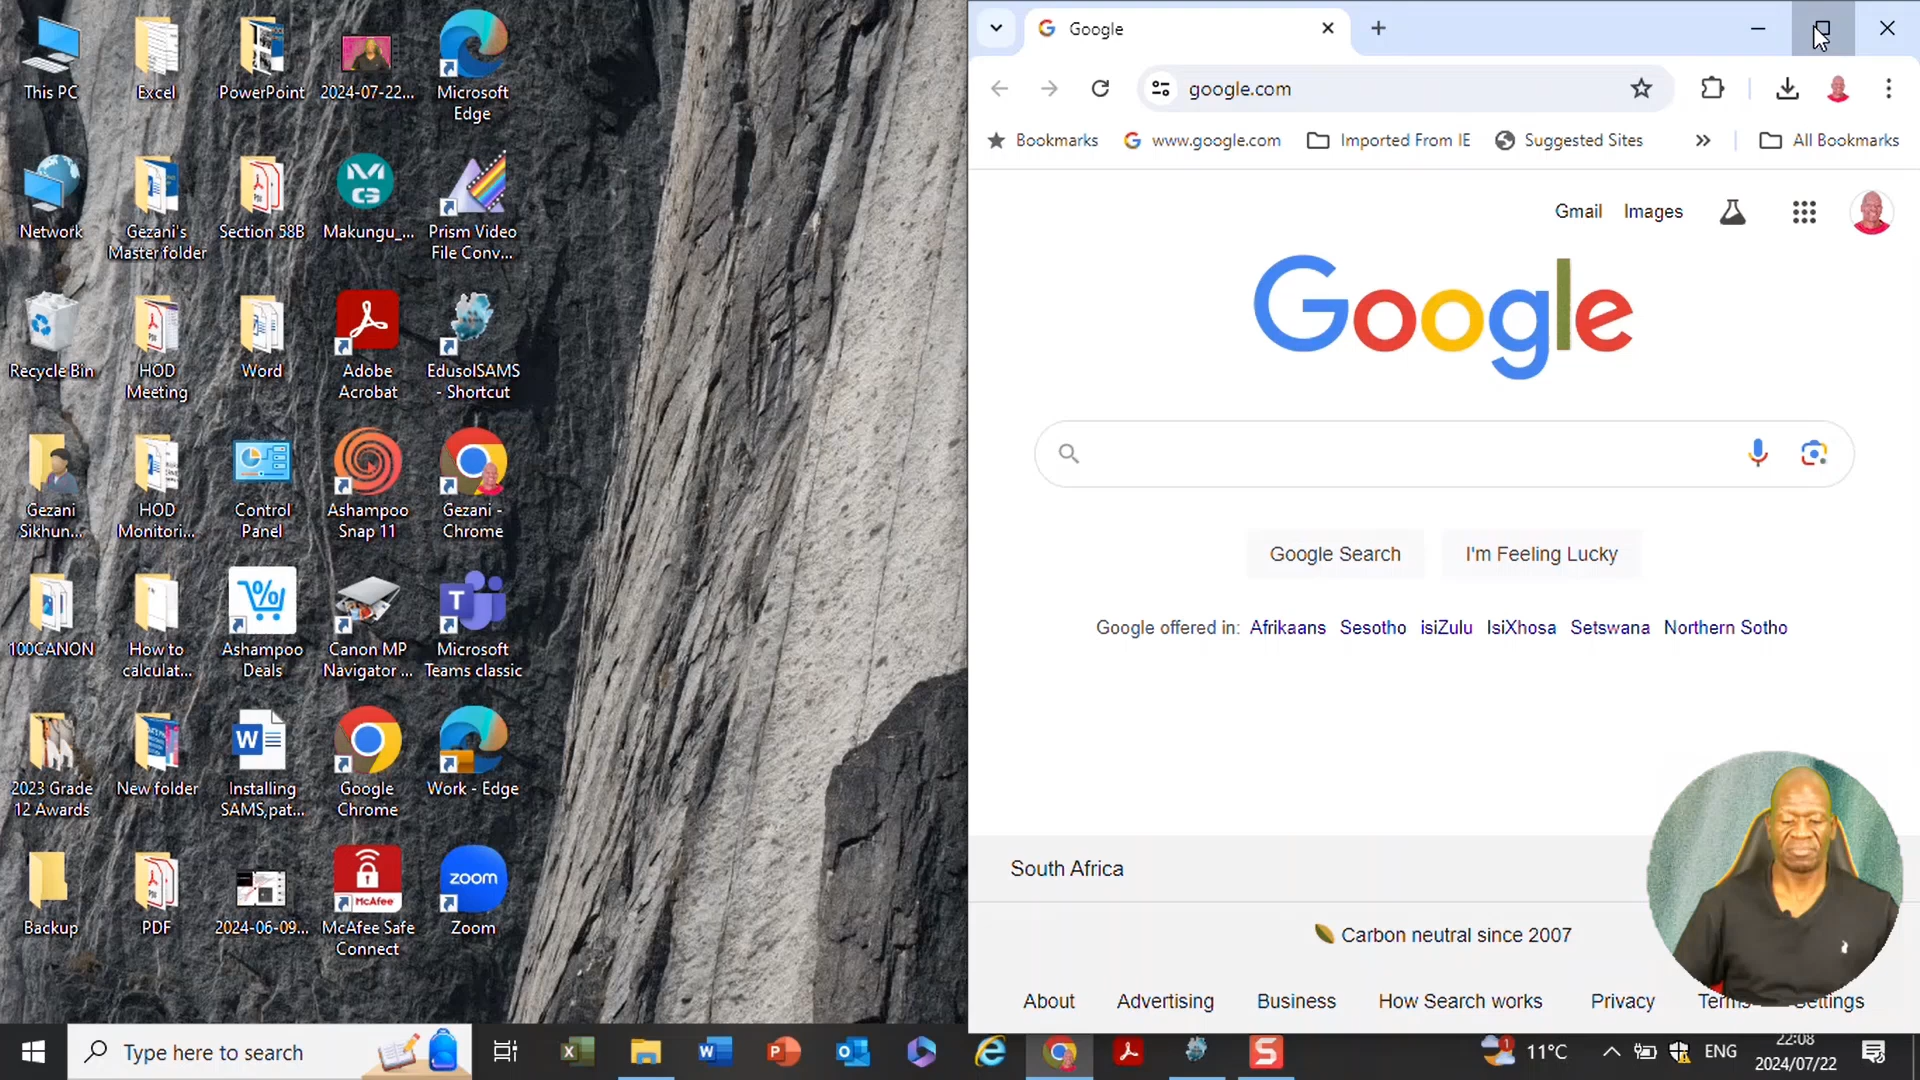 This PC
Excel
PowerPoint
2024-07-22...
Microsoft
Edge
Network
Gezani's
Master folder
Section 58B
Makungu_...
Prism Video
File Conv...
Recycle Bin
HOD
Meeting
Word
Adobe
Acrobat
EdusolSAMS
- Shortcut
Gezani
Sikhun...
HOD
Monitori...
Control
Panel
Ashampoo
Snap 11
Gezani -
Chrome
100CANON
How to
calculat...
Ashampoo
Deals
Canon MP
Navigator ...
Microsoft
Teams classic
2023 Grade
12 Awards
New folder
Installing
SAMS,pat...
Google
Chrome
Work - Edge
Backup
PDF
2024-06-09...
McAfee
McAfee Safe
Connect
zoom
Zoom
Google
google.com
Bookmarks
www.google.com
Imported From IE
Suggested Sites
All Bookmarks
Gmail
Images
Google
Google Search
I'm Feeling Lucky
Google offered in: Afrikaans Sesotho isiZulu IsiXhosa Setswana Northern Sotho
South Africa
Carbon neutral since 2007
About
Advertising
Business
How Search works
Privacy
Type here to search
11°C
ENG
22:08
2024/07/22